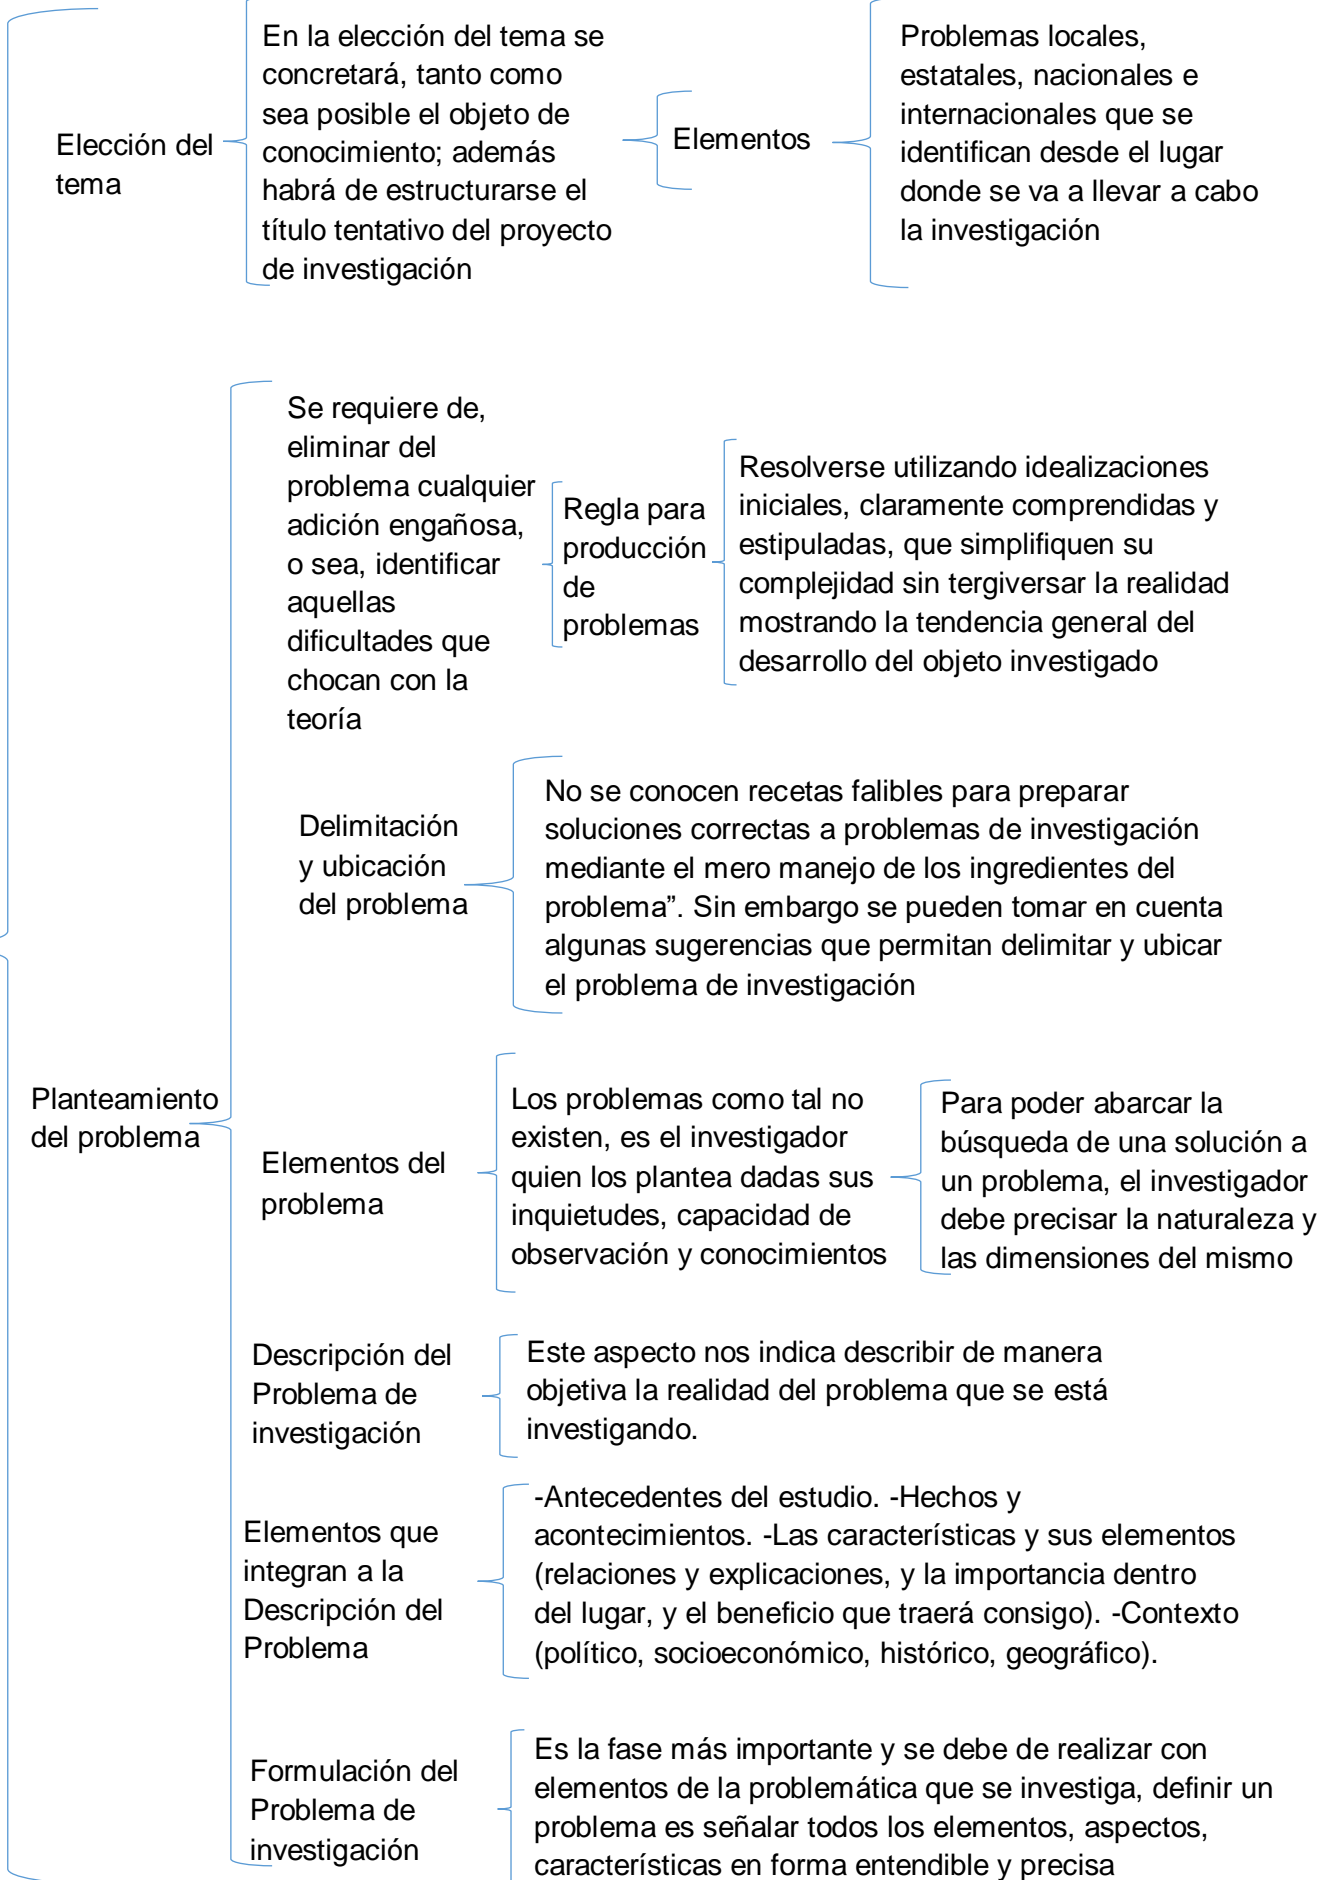 Elección del
tema
En la elección del tema se
concretará, tanto como
sea posible el objeto de
conocimiento; además
habrá de estructurarse el
título tentativo del proyecto
de investigación
Elementos
Problemas locales,
estatales, nacionales e
internacionales que se
identifican desde el lugar
donde se va a llevar a cabo
la investigación
Planteamiento
del problema
Se requiere de,
eliminar del
problema cualquier
adición engañosa,
o sea, identificar
aquellas
dificultades que
chocan con la
teoría
Regla para
producción
de
problemas
Resolverse utilizando idealizaciones
iniciales, claramente comprendidas y
estipuladas, que simplifiquen su
complejidad sin tergiversar la realidad
mostrando la tendencia general del
desarrollo del objeto investigado
Delimitación
y ubicación
del problema
No se conocen recetas falibles para preparar
soluciones correctas a problemas de investigación
mediante el mero manejo de los ingredientes del
problema”. Sin embargo se pueden tomar en cuenta
algunas sugerencias que permitan delimitar y ubicar
el problema de investigación
Elementos del
problema
Los problemas como tal no
existen, es el investigador
quien los plantea dadas sus
inquietudes, capacidad de
observación y conocimientos
Para poder abarcar la
búsqueda de una solución a
un problema, el investigador
debe precisar la naturaleza y
las dimensiones del mismo
Descripción del
Problema de
investigación
Este aspecto nos indica describir de manera
objetiva la realidad del problema que se está
investigando.
Elementos que
integran a la
Descripción del
Problema
-Antecedentes del estudio. -Hechos y
acontecimientos. -Las características y sus elementos
(relaciones y explicaciones, y la importancia dentro
del lugar, y el beneficio que traerá consigo). -Contexto
(político, socioeconómico, histórico, geográfico).
Formulación del
Problema de
investigación
Es la fase más importante y se debe de realizar con
elementos de la problemática que se investiga, definir un
problema es señalar todos los elementos, aspectos,
características en forma entendible y precisa